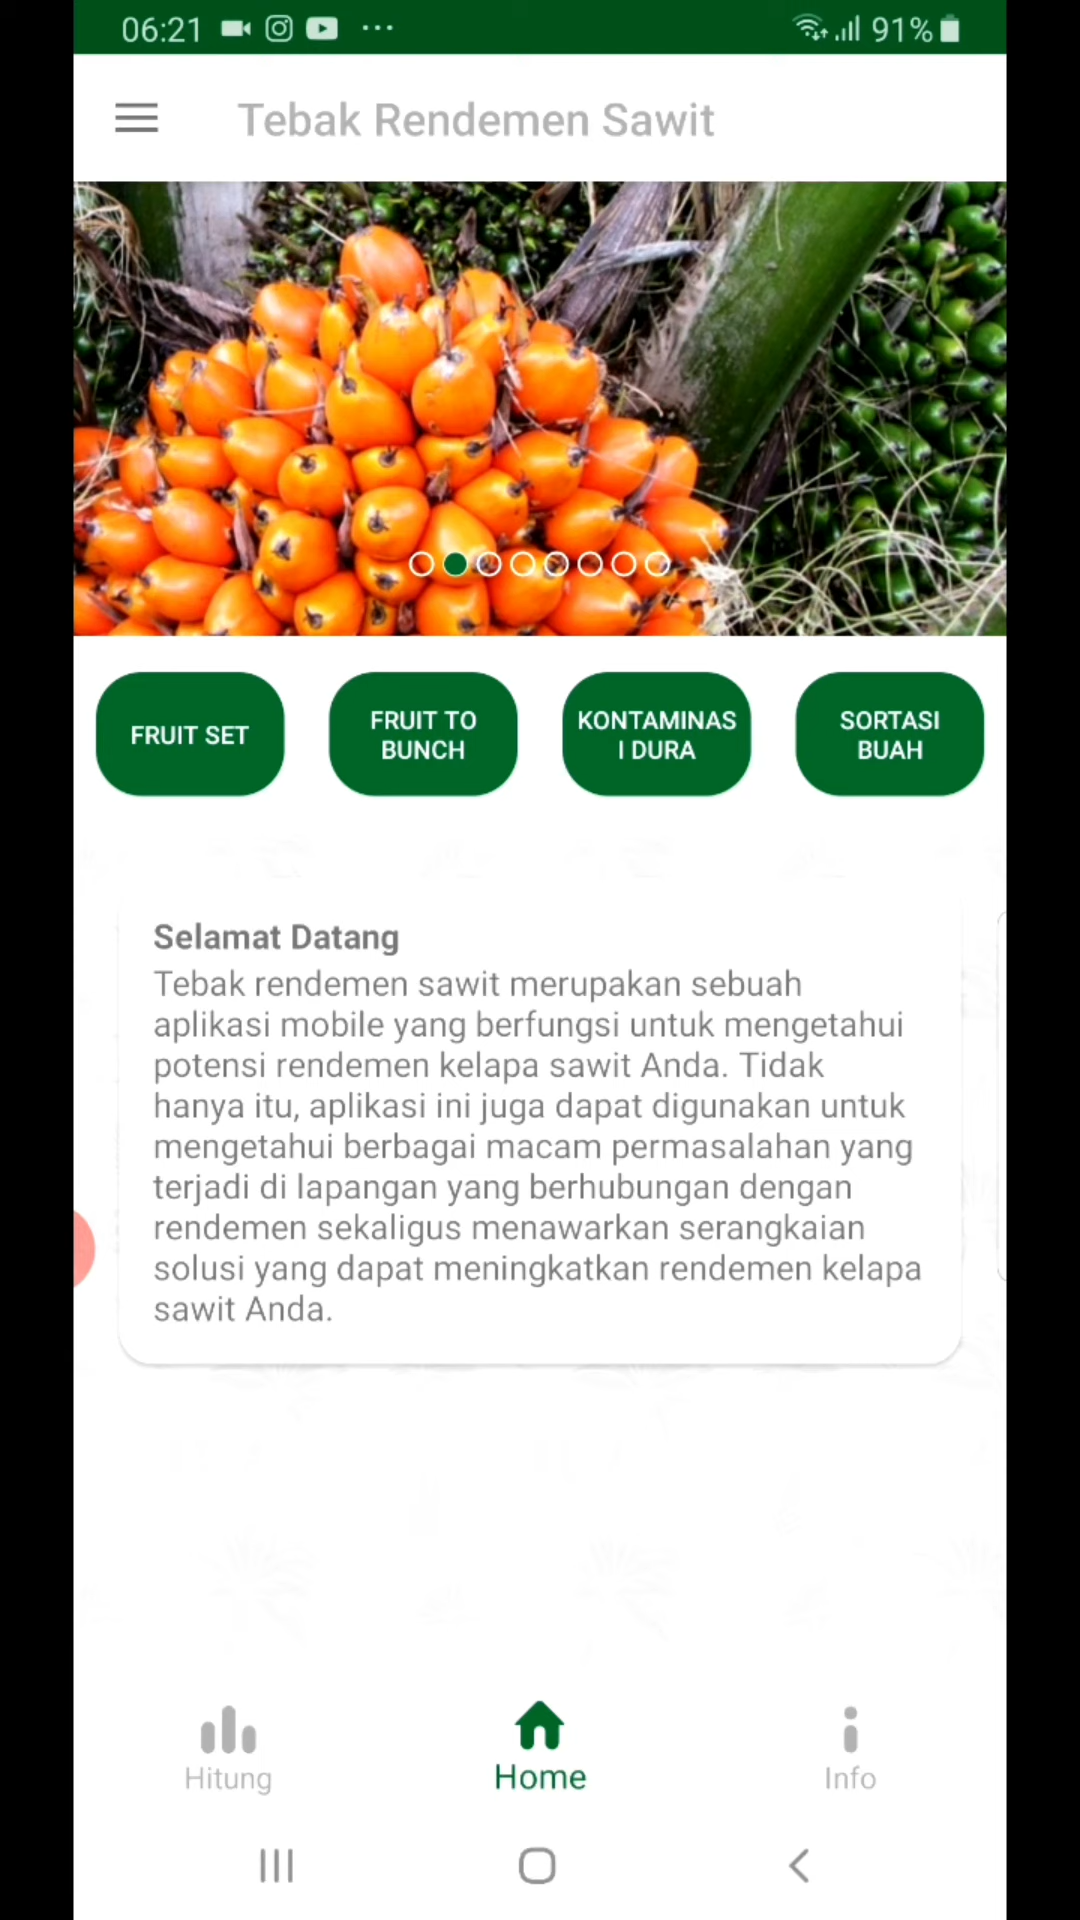 06:21
91%
Tebak Rendemen Sawit
FRUIT SET
FRUIT TO
BUNCH
KONTAMINAS
I DURA
SORTASI
BUAH
Selamat Datang
Tebak rendemen sawit merupakan sebuah
aplikasi mobile yang berfungsi untuk mengetahui
potensi rendemen kelapa sawit Anda. Tidak
hanya itu, aplikasi ini juga dapat digunakan untuk
mengetahui berbagai macam permasalahan yang
terjadi di lapangan yang berhubungan dengan
rendemen sekaligus menawarkan serangkaian
solusi yang dapat meningkatkan rendemen kelapa
sawit Anda.
Hitung
Home
Info